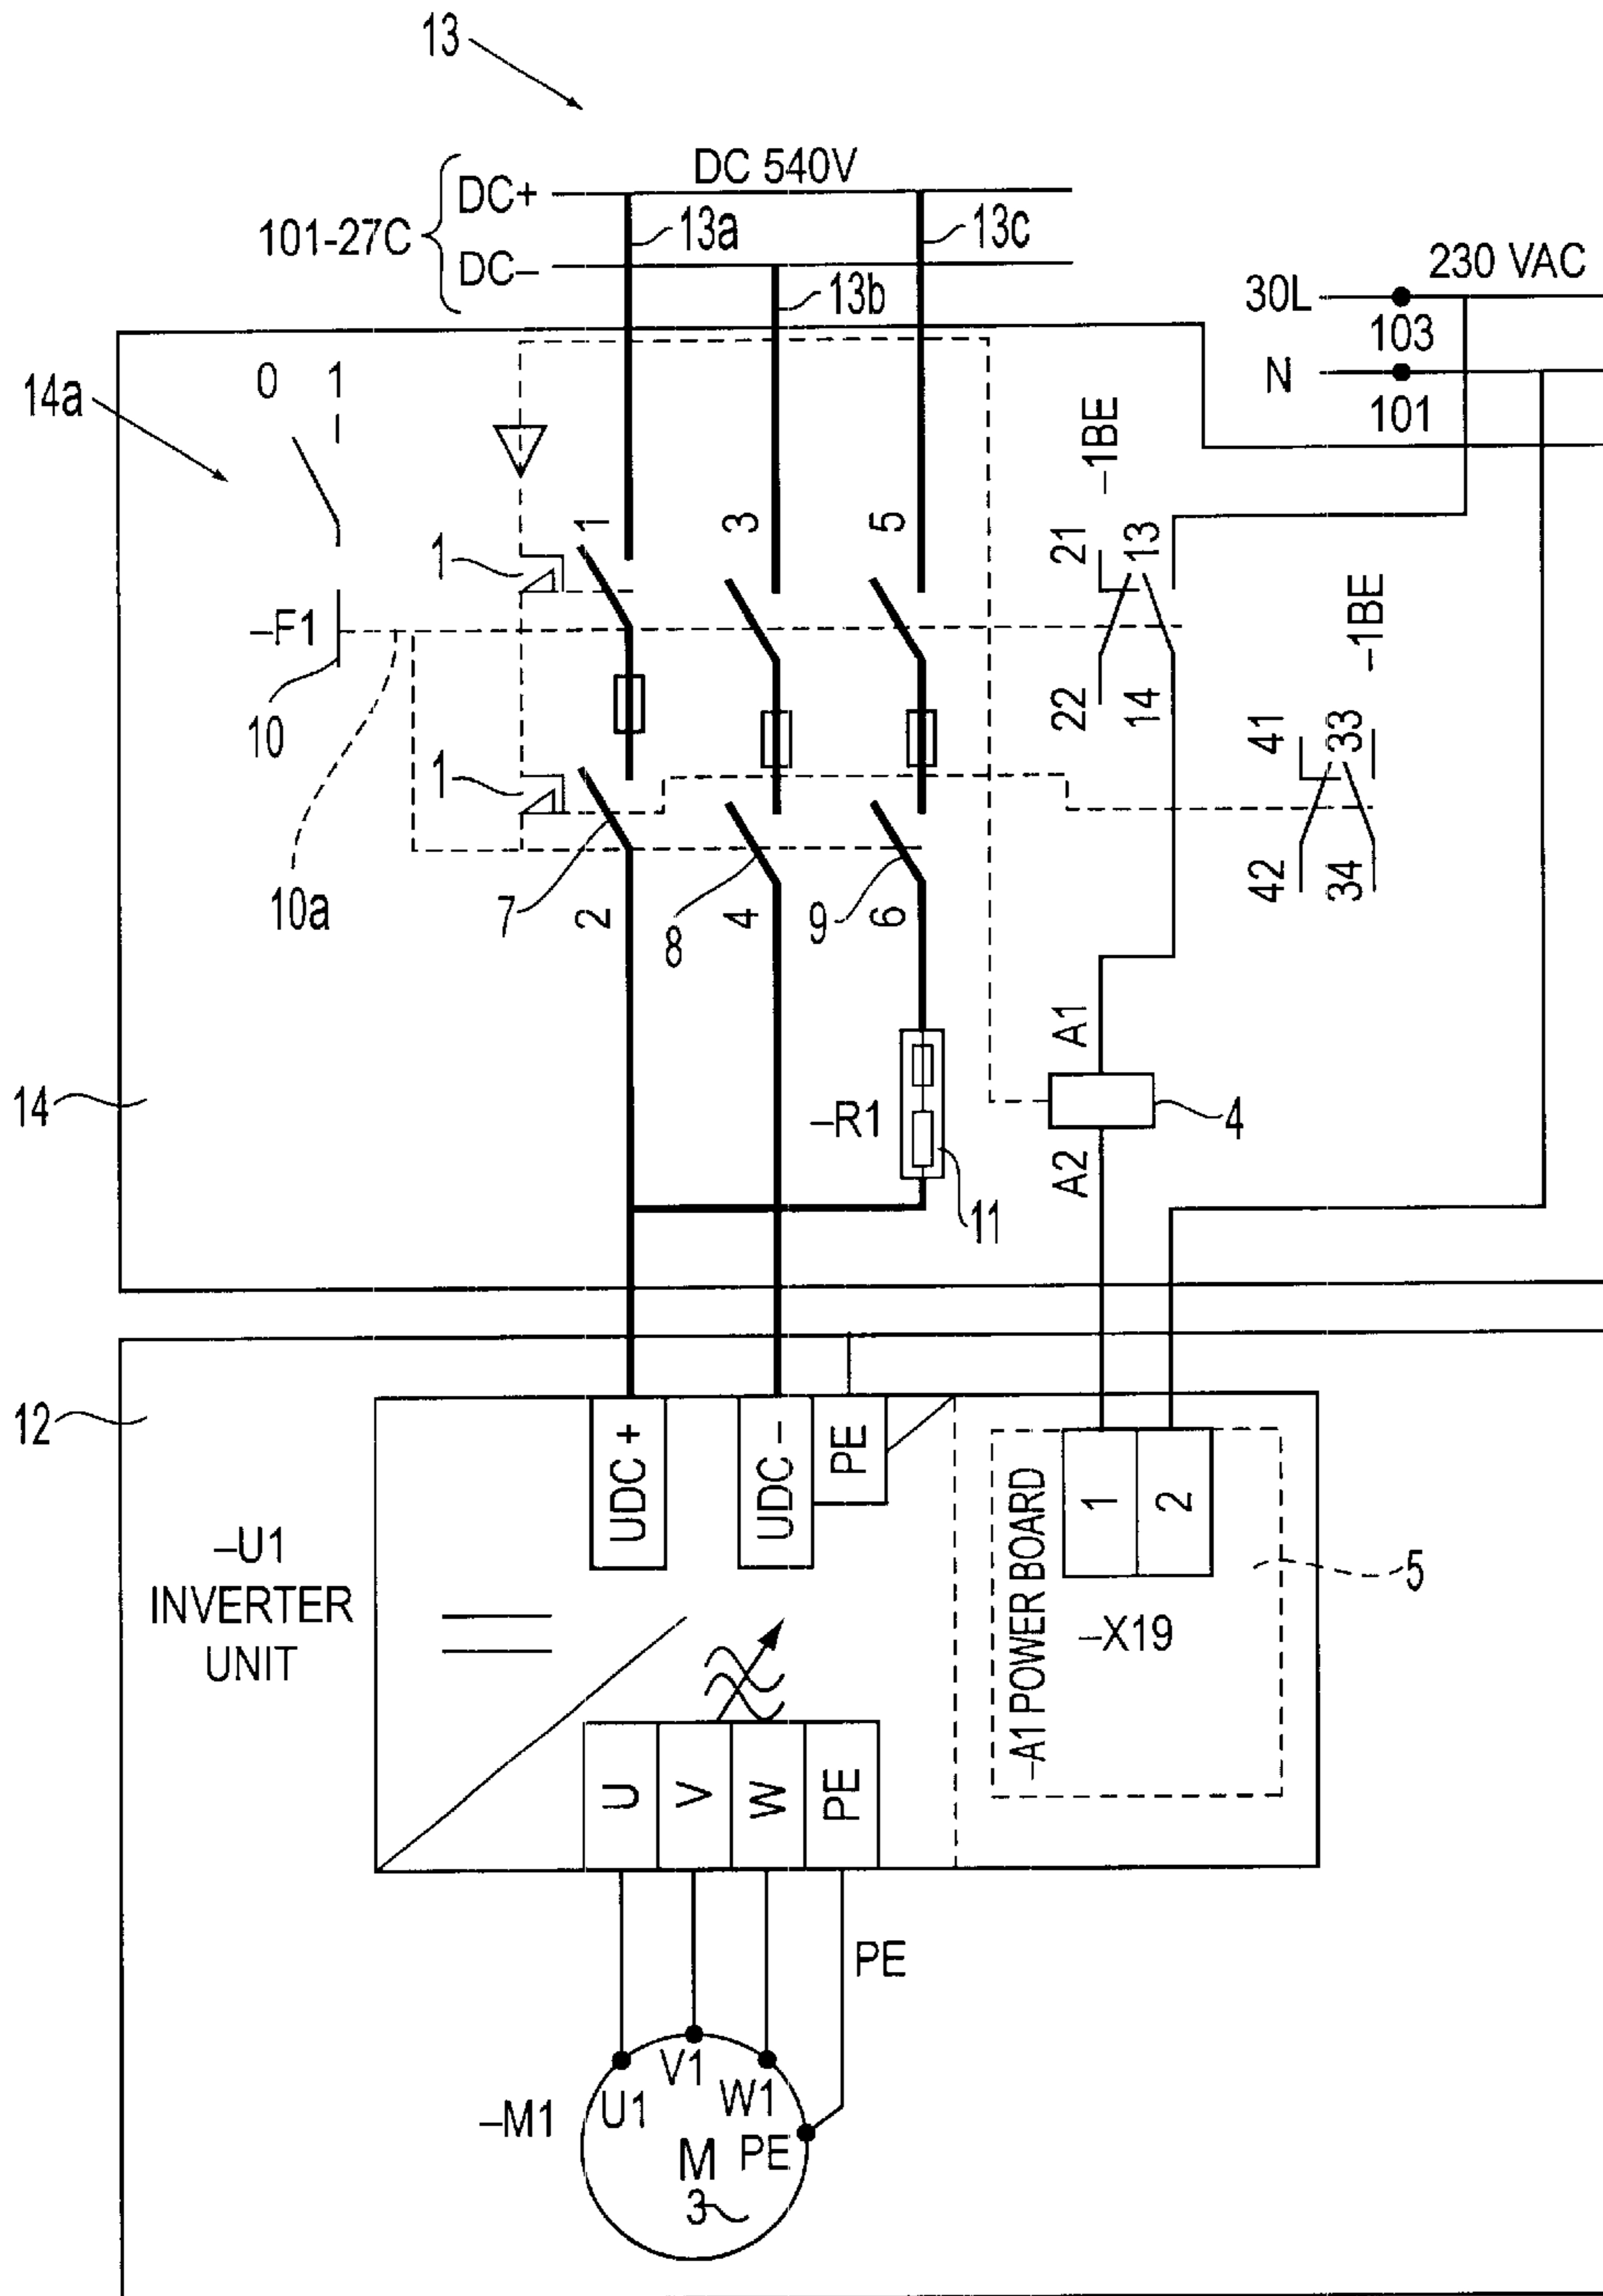 13
DC 540V
DC+
101-27C
DC–
13a
13c
13b
230 VAC
30L
103
N
101
0 1
14a
–1BE
1
3
5
21
13
1
–F1
–1BE
10
22
14
41
33
1
10a
7
2
8
4
9
6
42
34
A1
14
–R1
4
A2
11
12
UDC +
UDC -
PE
1
2
–A1 POWER BOARD
5
–U1
INVERTER
UNIT
–X19
U
V
W
PE
PE
V1
U1
W1
–M1
M
PE
3